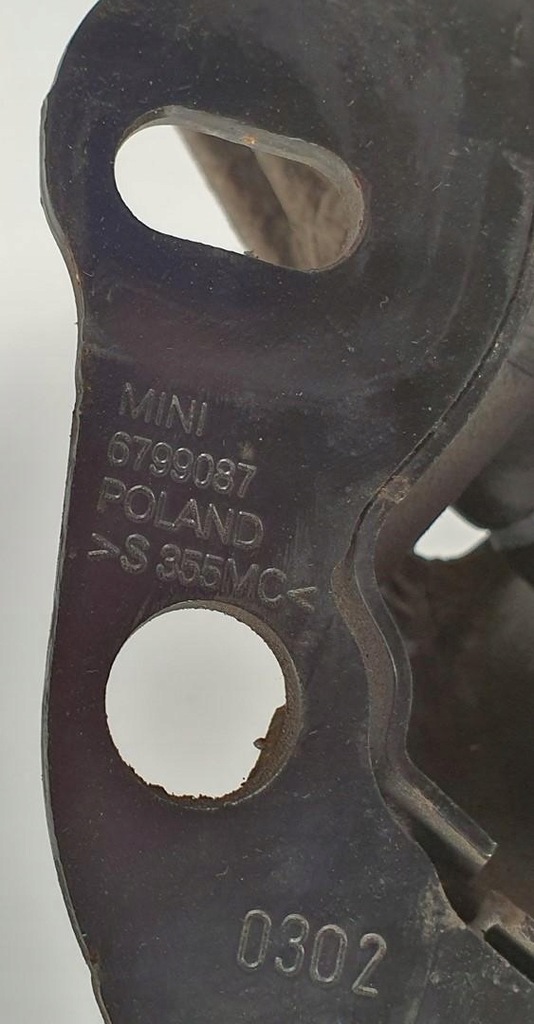 MINI
6799087
POLAND
>S 355MC<
0302